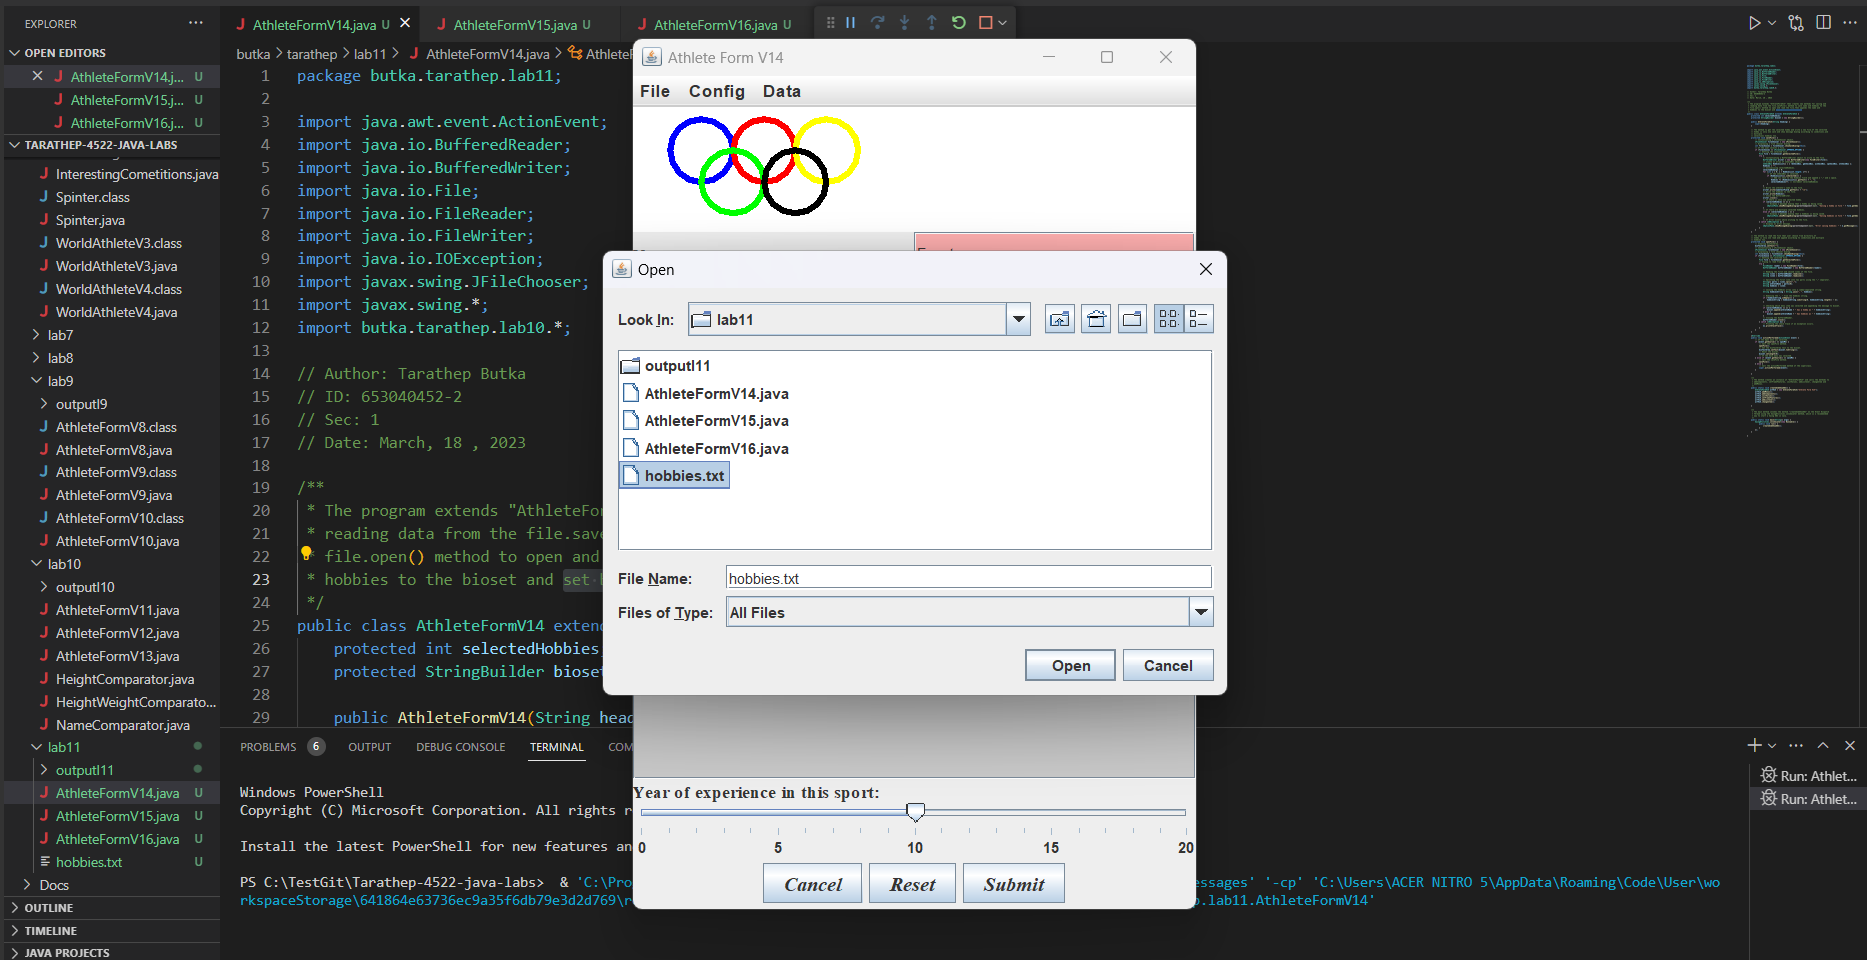 EXPLORER
OPEN EDITORS
AthleteFormV14.j... U
AthleteFormV15.j... U
AthleteFormV16.j... U
TARATHEP-4522-JAVA-LABS
InterestingCometitions.java
Spinter.class
Spinter.java
WorldAthleteV3.class
WorldAthleteV3.java
WorldAthleteV4.class
WorldAthleteV4.java
lab7
lab8
lab9
outputl9
AthleteFormV8.class
AthleteFormV8.java
AthleteFormV9.class
AthleteFormV9.java
AthleteFormV10.class
AthleteFormV10.java
lab10
outputl10
AthleteFormV11.java
AthleteFormV12.java
AthleteFormV13.java
HeightComparator.java
HeightWeightComparato...
NameComparator.java
lab11
outputl11
AthleteFormV14.java U
AthleteFormV15.java U
AthleteFormV16.java U
hobbies.txt U
Docs
OUTLINE
TIMELINE
JAVA PROJECTS
AthleteFormV14.java U
AthleteFormV15.java U
AthleteFormV16.java U
butka > tarathep > lab11 > AthleteFormV14.java > AthleteF
1 package butka.tarathep.lab11;
2
3 import java.awt.event.ActionEvent;
4 import java.io.BufferedReader;
5 import java.io.BufferedWriter;
6 import java.io.File;
7 import java.io.FileReader;
8 import java.io.FileWriter;
9 import java.io.IOException;
10 import javax.swing.JFileChooser;
11 import javax.swing.*;
12 import butka.tarathep.lab10.*;
13
14 // Author: Tarathep Butka
15 // ID: 653040452-2
16 // Sec: 1
17 // Date: March, 18 , 2023
18
19 /**
20 * The program extends "AthleteFo
21 * reading data from the file.save
22 * file.open() method to open and
23 * hobbies to the bioset and set
24 */
25 public class AthleteFormV14 exten
26 protected int selectedHobbies
27 protected StringBuilder bioset
28
29 public AthleteFormV14(String head
Athlete Form V14
File Config Data
Open
Look In: lab11
outputl11
AthleteFormV14.java
AthleteFormV15.java
AthleteFormV16.java
hobbies.txt
File Name: hobbies.txt
Files of Type: All Files
Open Cancel
Year of experience in this sport:
0 5 10 15 20
Cancel Reset Submit
PROBLEMS 6 OUTPUT DEBUG CONSOLE TERMINAL COM
Windows PowerShell
Copyright (C) Microsoft Corporation. All rights r
Install the latest PowerShell for new features an
PS C:\TestGit\Tarathep-4522-java-labs> & 'C:\Pro essages' '-cp' 'C:\Users\ACER NITRO 5\AppData\Roaming\Code\User\wo
rkspaceStorage\641864e63736ec9a35f6db79e3d2d769\r .lab11.AthleteFormV14'
Run: Athlet...
Run: Athlet...